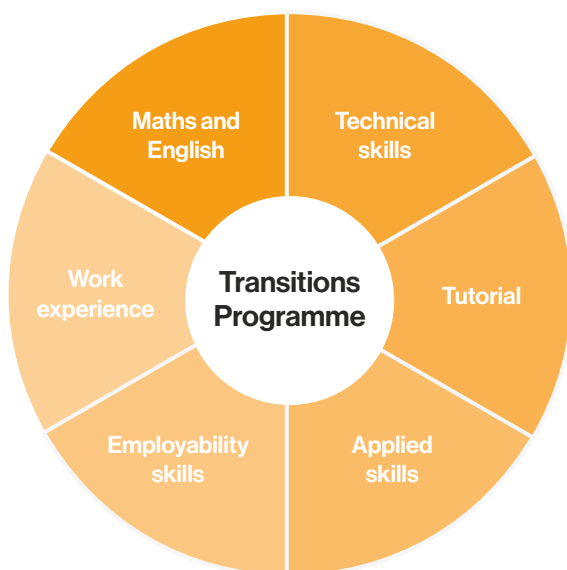 Maths and
English
Technical
skills
Work
experience
Transitions
Programme
Tutorial
Employability
skills
Applied
skills